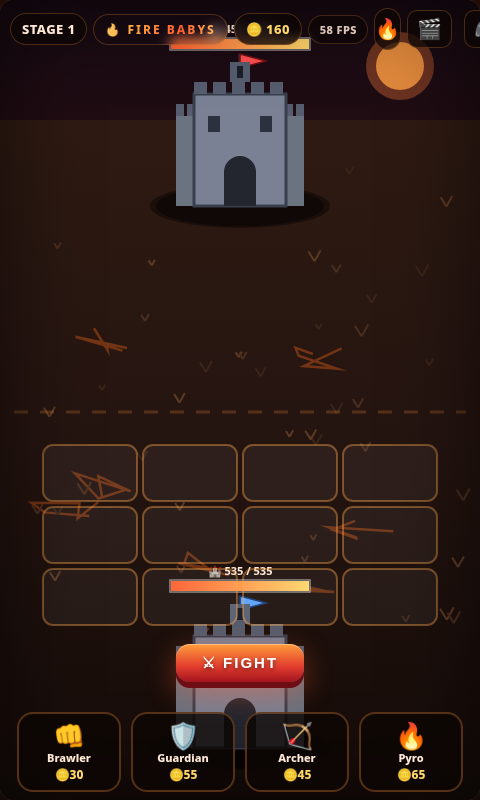 STAGE 1
FIRE BABYS
160
58 FPS
535 / 535
FIGHT
Brawler
30
Guardian
55
Archer
45
Pyro
65